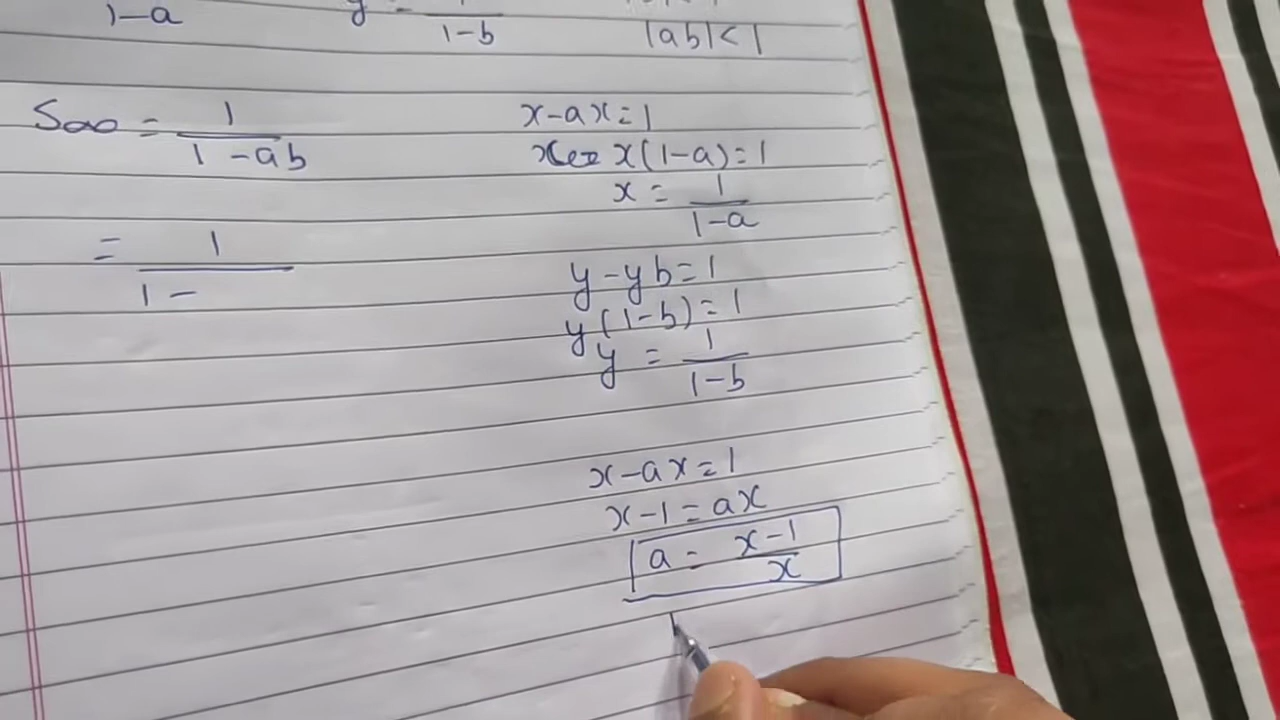 1-a y = 1/(1-b)
|ab| < 1
S∞ = 1/(1-ab)
= 1/(1-
x-ax=1
x(1-a)=1
x = 1/(1-a)
y-yb=1
y(1-b)=1
y = 1/(1-b)
x-ax=1
x-1=ax
a = (x-1)/x